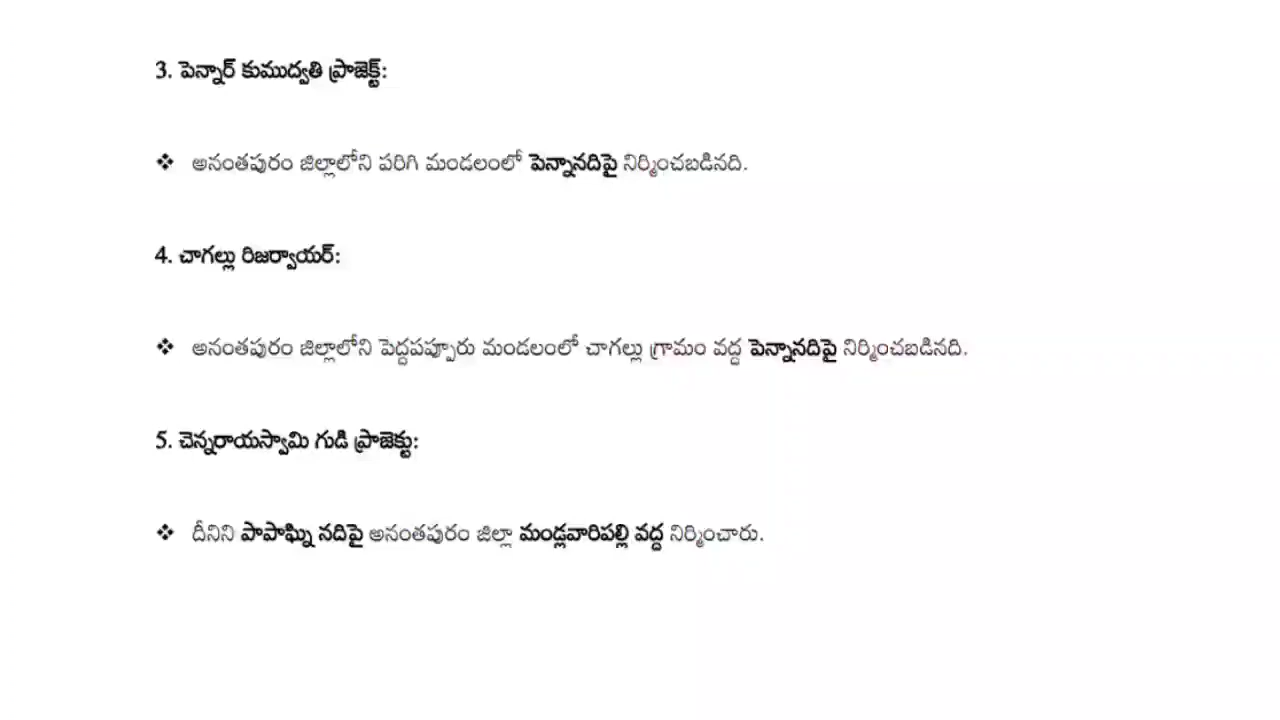 3. పెన్నార్ కుముద్వతి ప్రాజెక్ట్:
❖ అనంతపురం జిల్లాలోని పరిగి మండలంలో పెన్నానదిపై నిర్మించబడినది.
4. చాగల్లు రిజర్వాయర్:
❖ అనంతపురం జిల్లాలోని పెద్దపప్పూరు మండలంలో చాగల్లు గ్రామం వద్ద పెన్నానదిపై నిర్మించబడినది.
5. చెన్నరాయస్వామి గుడి ప్రాజెక్టు:
❖ దీనిని పాపాఘ్ని నదిపై అనంతపురం జిల్లా మండ్లవారిపల్లి వద్ద నిర్మించారు.